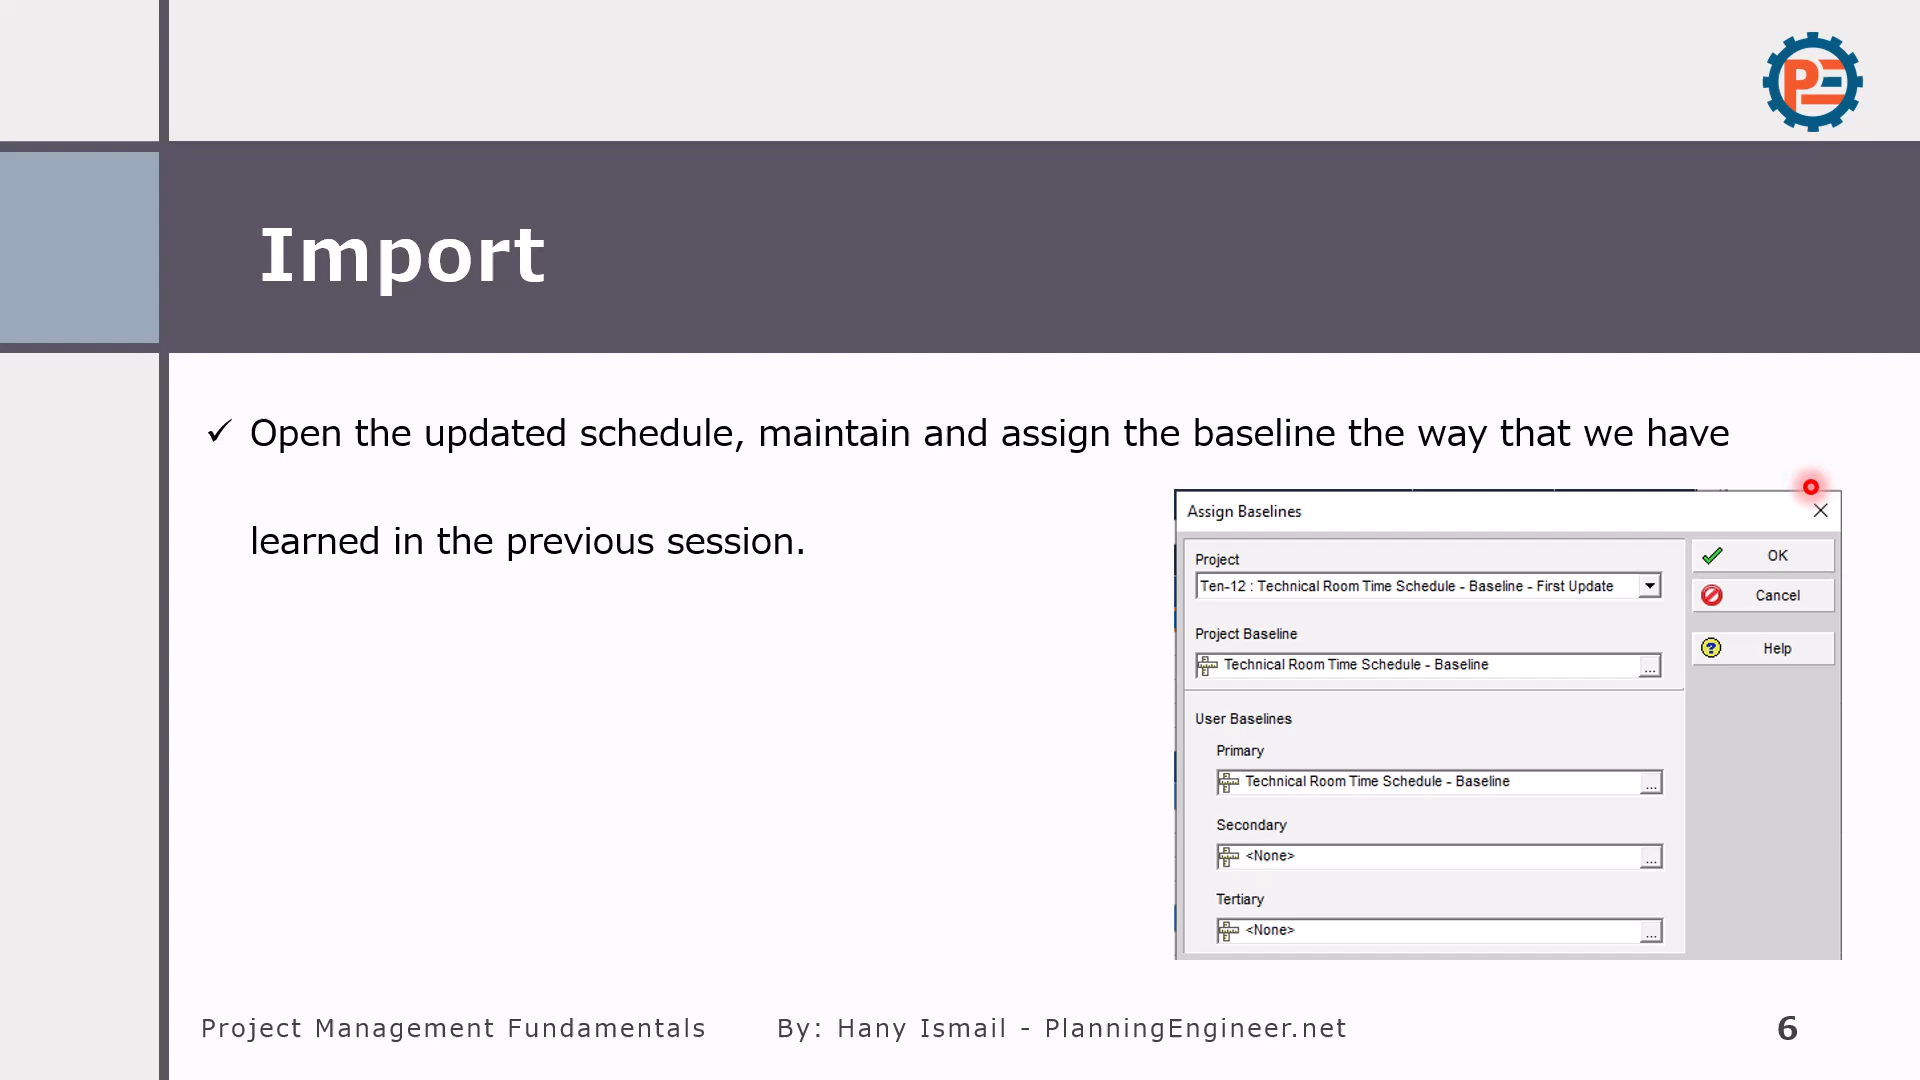 PE
Import
✓ Open the updated schedule, maintain and assign the baseline the way that we have
learned in the previous session.
Assign Baselines
Project
Ten-12 : Technical Room Time Schedule - Baseline - First Update
Project Baseline
Technical Room Time Schedule - Baseline
...
User Baselines
Primary
Technical Room Time Schedule - Baseline
...
Secondary
<None>
...
Tertiary
<None>
...
OK
Cancel
? Help
Project Management Fundamentals
By: Hany Ismail - PlanningEngineer.net
6